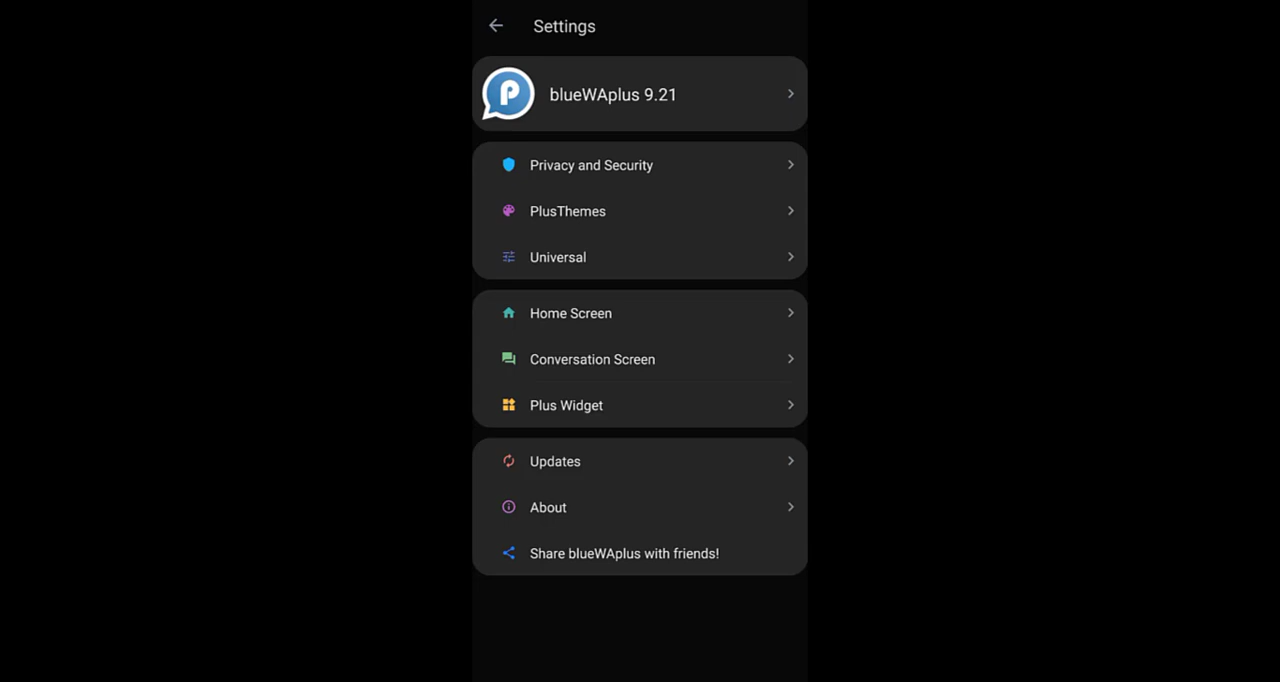 Settings
P
blueWAplus 9.21
Privacy and Security
PlusThemes
Universal
Home Screen
Conversation Screen
Plus Widget
Updates
About
Share blueWAplus with friends!